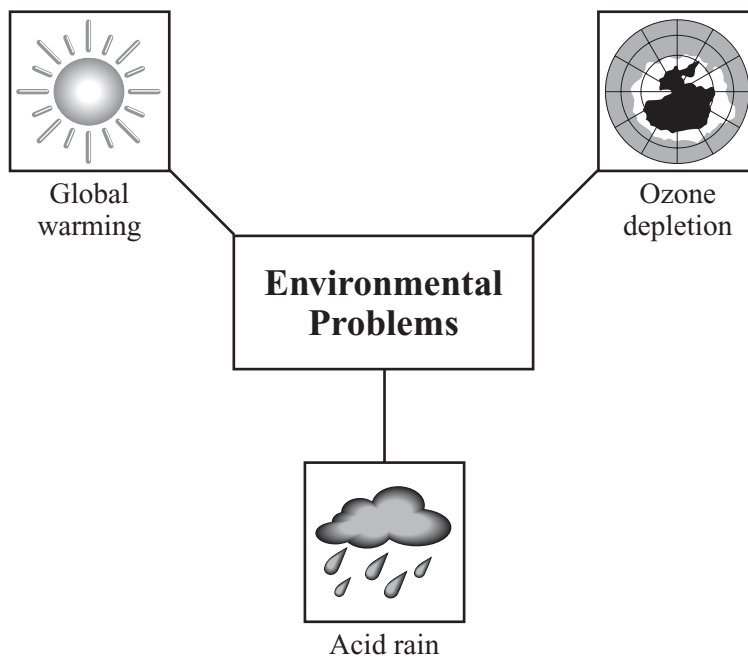 Global
warming
Ozone
depletion
Environmental
Problems
Acid rain